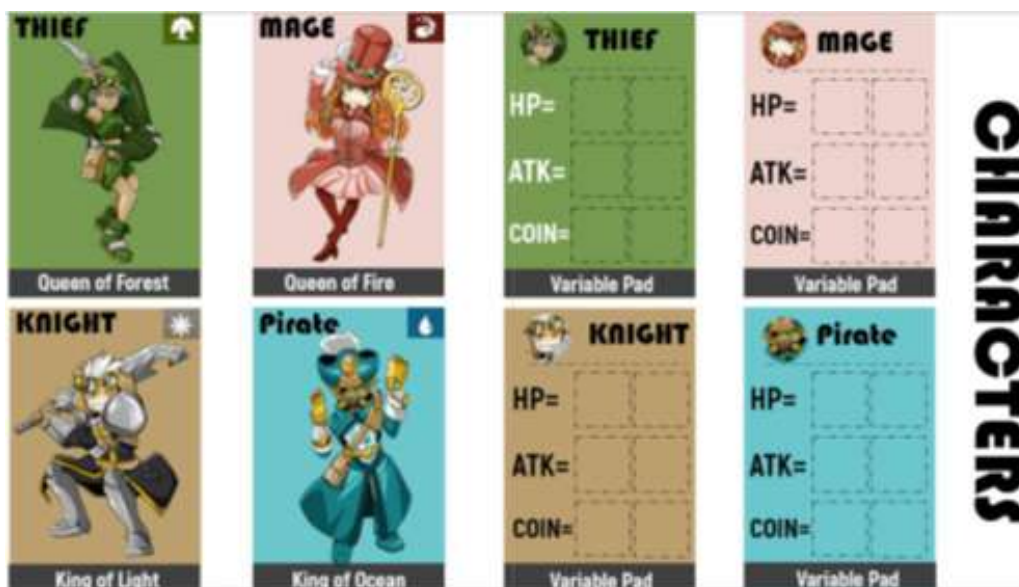 THIEF
Queen of Forest
MAGE
Queen of Fire
THIEF
HP=
ATK=
COIN=
Variable Pad
MAGE
HP=
ATK=
COIN=
Variable Pad
KNIGHT
King of Light
Pirate
King of Ocean
KNIGHT
HP=
ATK=
COIN=
Variable Pad
Pirate
HP=
ATK=
COIN=
Variable Pad
CHARACTERS